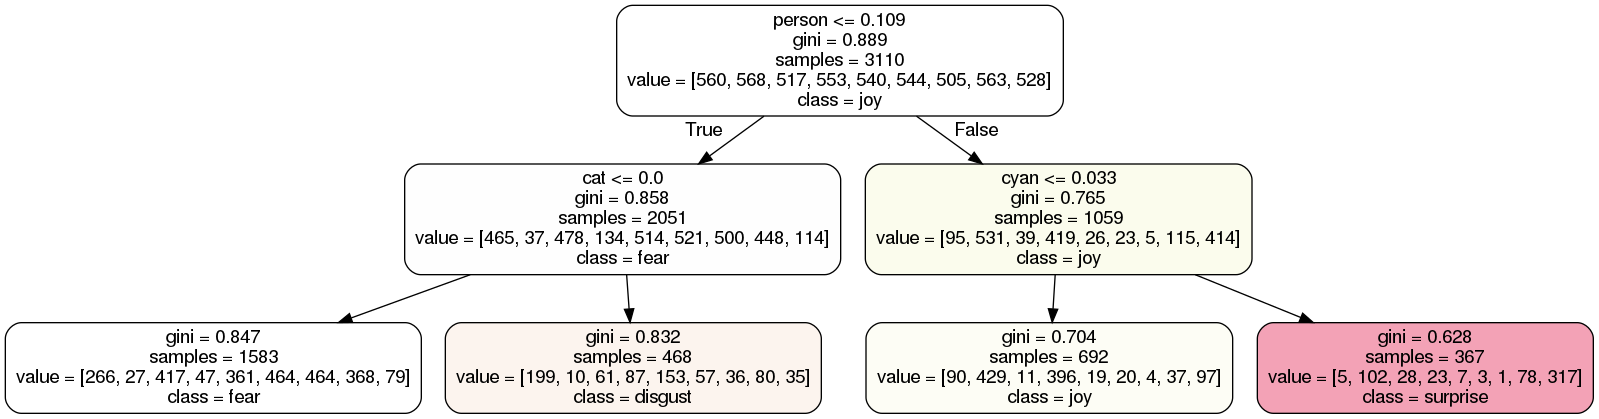 person <= 0.109
gini = 0.889
samples = 3110
value = [560, 568, 517, 553, 540, 544, 505, 563, 528]
class = joy
True
False
cat <= 0.0
gini = 0.858
samples = 2051
value = [465, 37, 478, 134, 514, 521, 500, 448, 114]
class = fear
cyan <= 0.033
gini = 0.765
samples = 1059
value = [95, 531, 39, 419, 26, 23, 5, 115, 414]
class = joy
gini = 0.847
samples = 1583
value = [266, 27, 417, 47, 361, 464, 464, 368, 79]
class = fear
gini = 0.832
samples = 468
value = [199, 10, 61, 87, 153, 57, 36, 80, 35]
class = disgust
gini = 0.704
samples = 692
value = [90, 429, 11, 396, 19, 20, 4, 37, 97]
class = joy
gini = 0.628
samples = 367
value = [5, 102, 28, 23, 7, 3, 1, 78, 317]
class = surprise